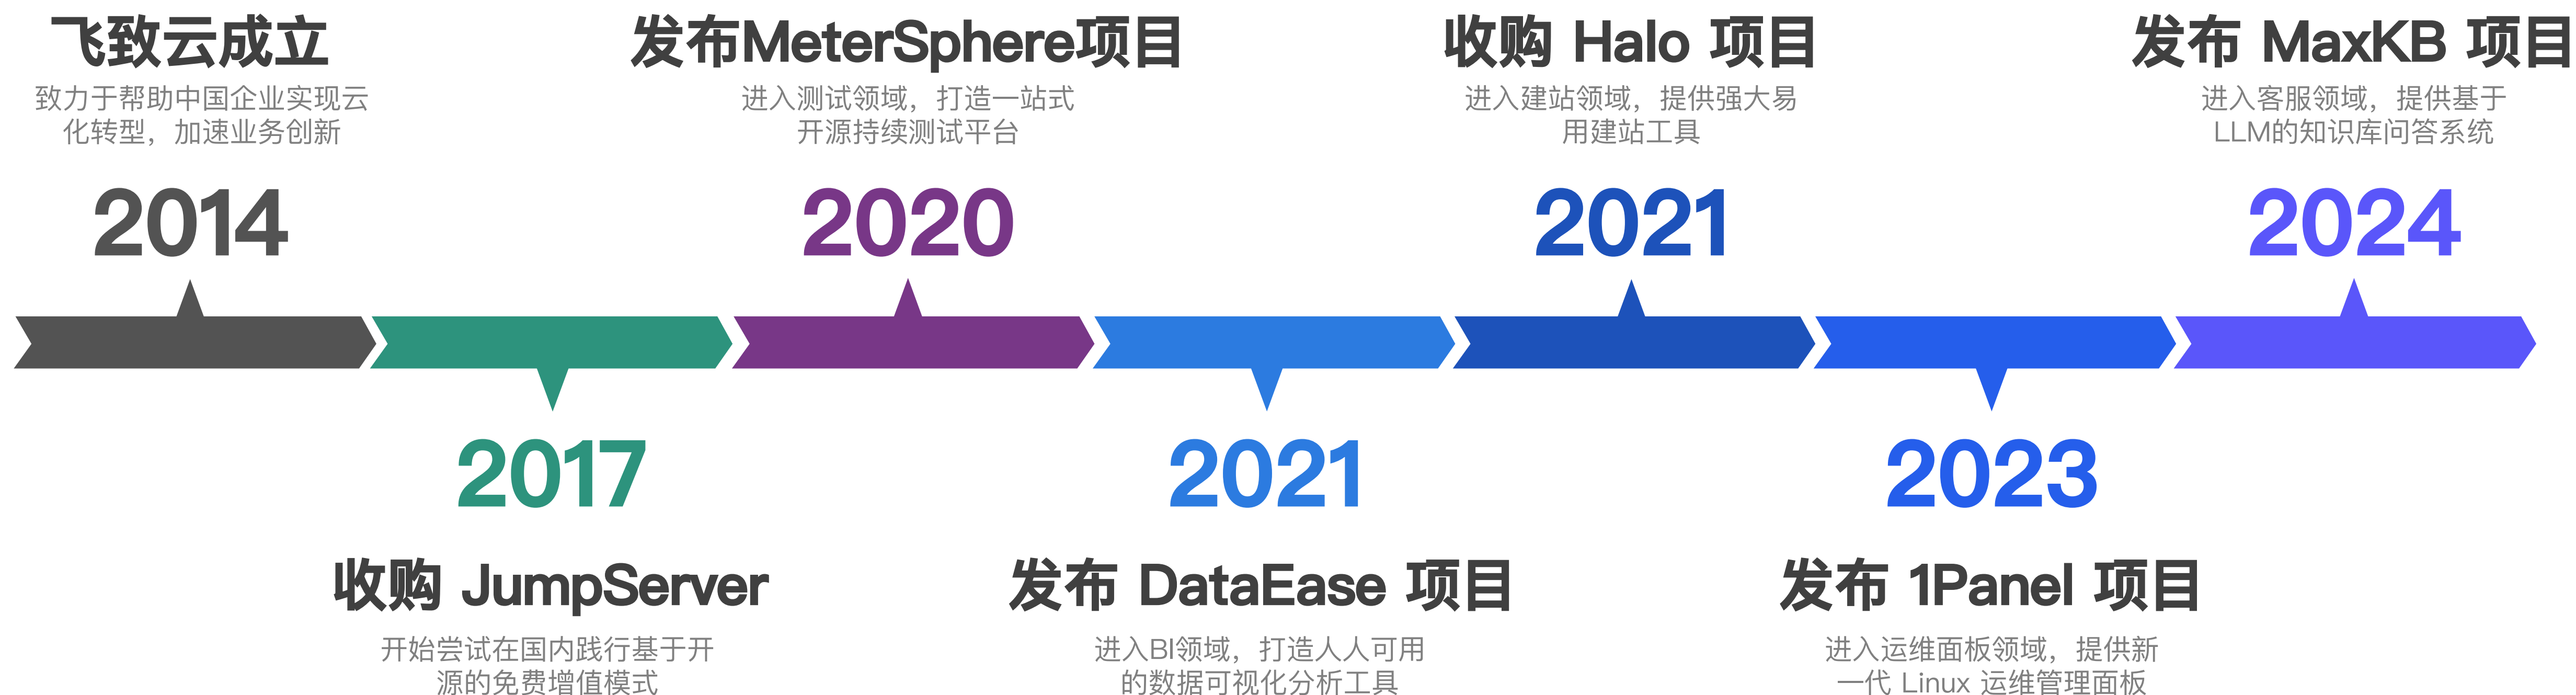 飞致云成立
致力于帮助中国企业实现云
化转型，加速业务创新
2014
2017
收购 JumpServer
开始尝试在国内践行基于开
源的免费增值模式
发布MeterSphere项目
进入测试领域，打造一站式
开源持续测试平台
2020
2021
发布 DataEase 项目
进入BI领域，打造人人可用
的数据可视化分析工具
收购 Halo 项目
进入建站领域，提供强大易
用建站工具
2021
2023
发布 1Panel 项目
进入运维面板领域，提供新
一代 Linux 运维管理面板
发布 MaxKB 项目
进入客服领域，提供基于
LLM的知识库问答系统
2024